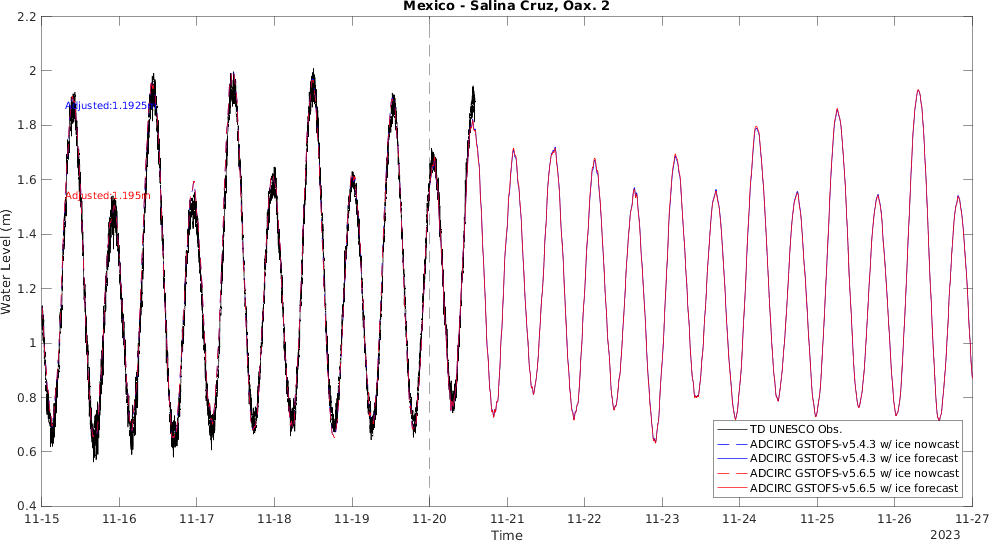 Mexico - Salina Cruz, Oax. 2
2.2
2
1.8
1.6
1.4
1.2
1
0.8
0.6
0.4
Water Level (m)
Adjusted:1.1925m
Adjusted:1.195m
TD UNESCO Obs.
ADCIRC GSTOFS-v5.4.3 w/ ice nowcast
ADCIRC GSTOFS-v5.4.3 w/ ice forecast
ADCIRC GSTOFS-v5.6.5 w/ ice nowcast
ADCIRC GSTOFS-v5.6.5 w/ ice forecast
11-15 11-16 11-17 11-18 11-19 11-20 11-21 11-22 11-23 11-24 11-25 11-26 11-27
Time
2023